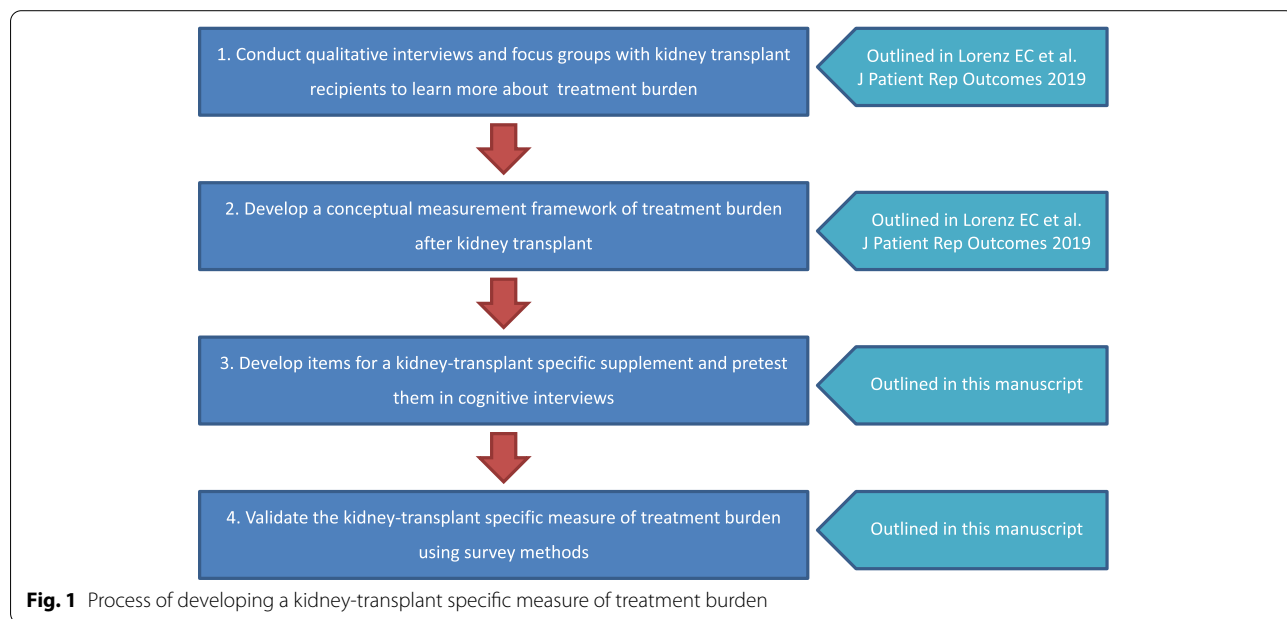 1. Conduct qualitative interviews and focus groups with kidney transplant
recipients to learn more about treatment burden
Outlined in Lorenz EC et al.
J Patient Rep Outcomes 2019
2. Develop a conceptual measurement framework of treatment burden
after kidney transplant
Outlined in Lorenz EC et al.
J Patient Rep Outcomes 2019
3. Develop items for a kidney-transplant specific supplement and pretest
them in cognitive interviews
Outlined in this manuscript
4. Validate the kidney-transplant specific measure of treatment burden
using survey methods
Outlined in this manuscript
Fig. 1 Process of developing a kidney-transplant specific measure of treatment burden